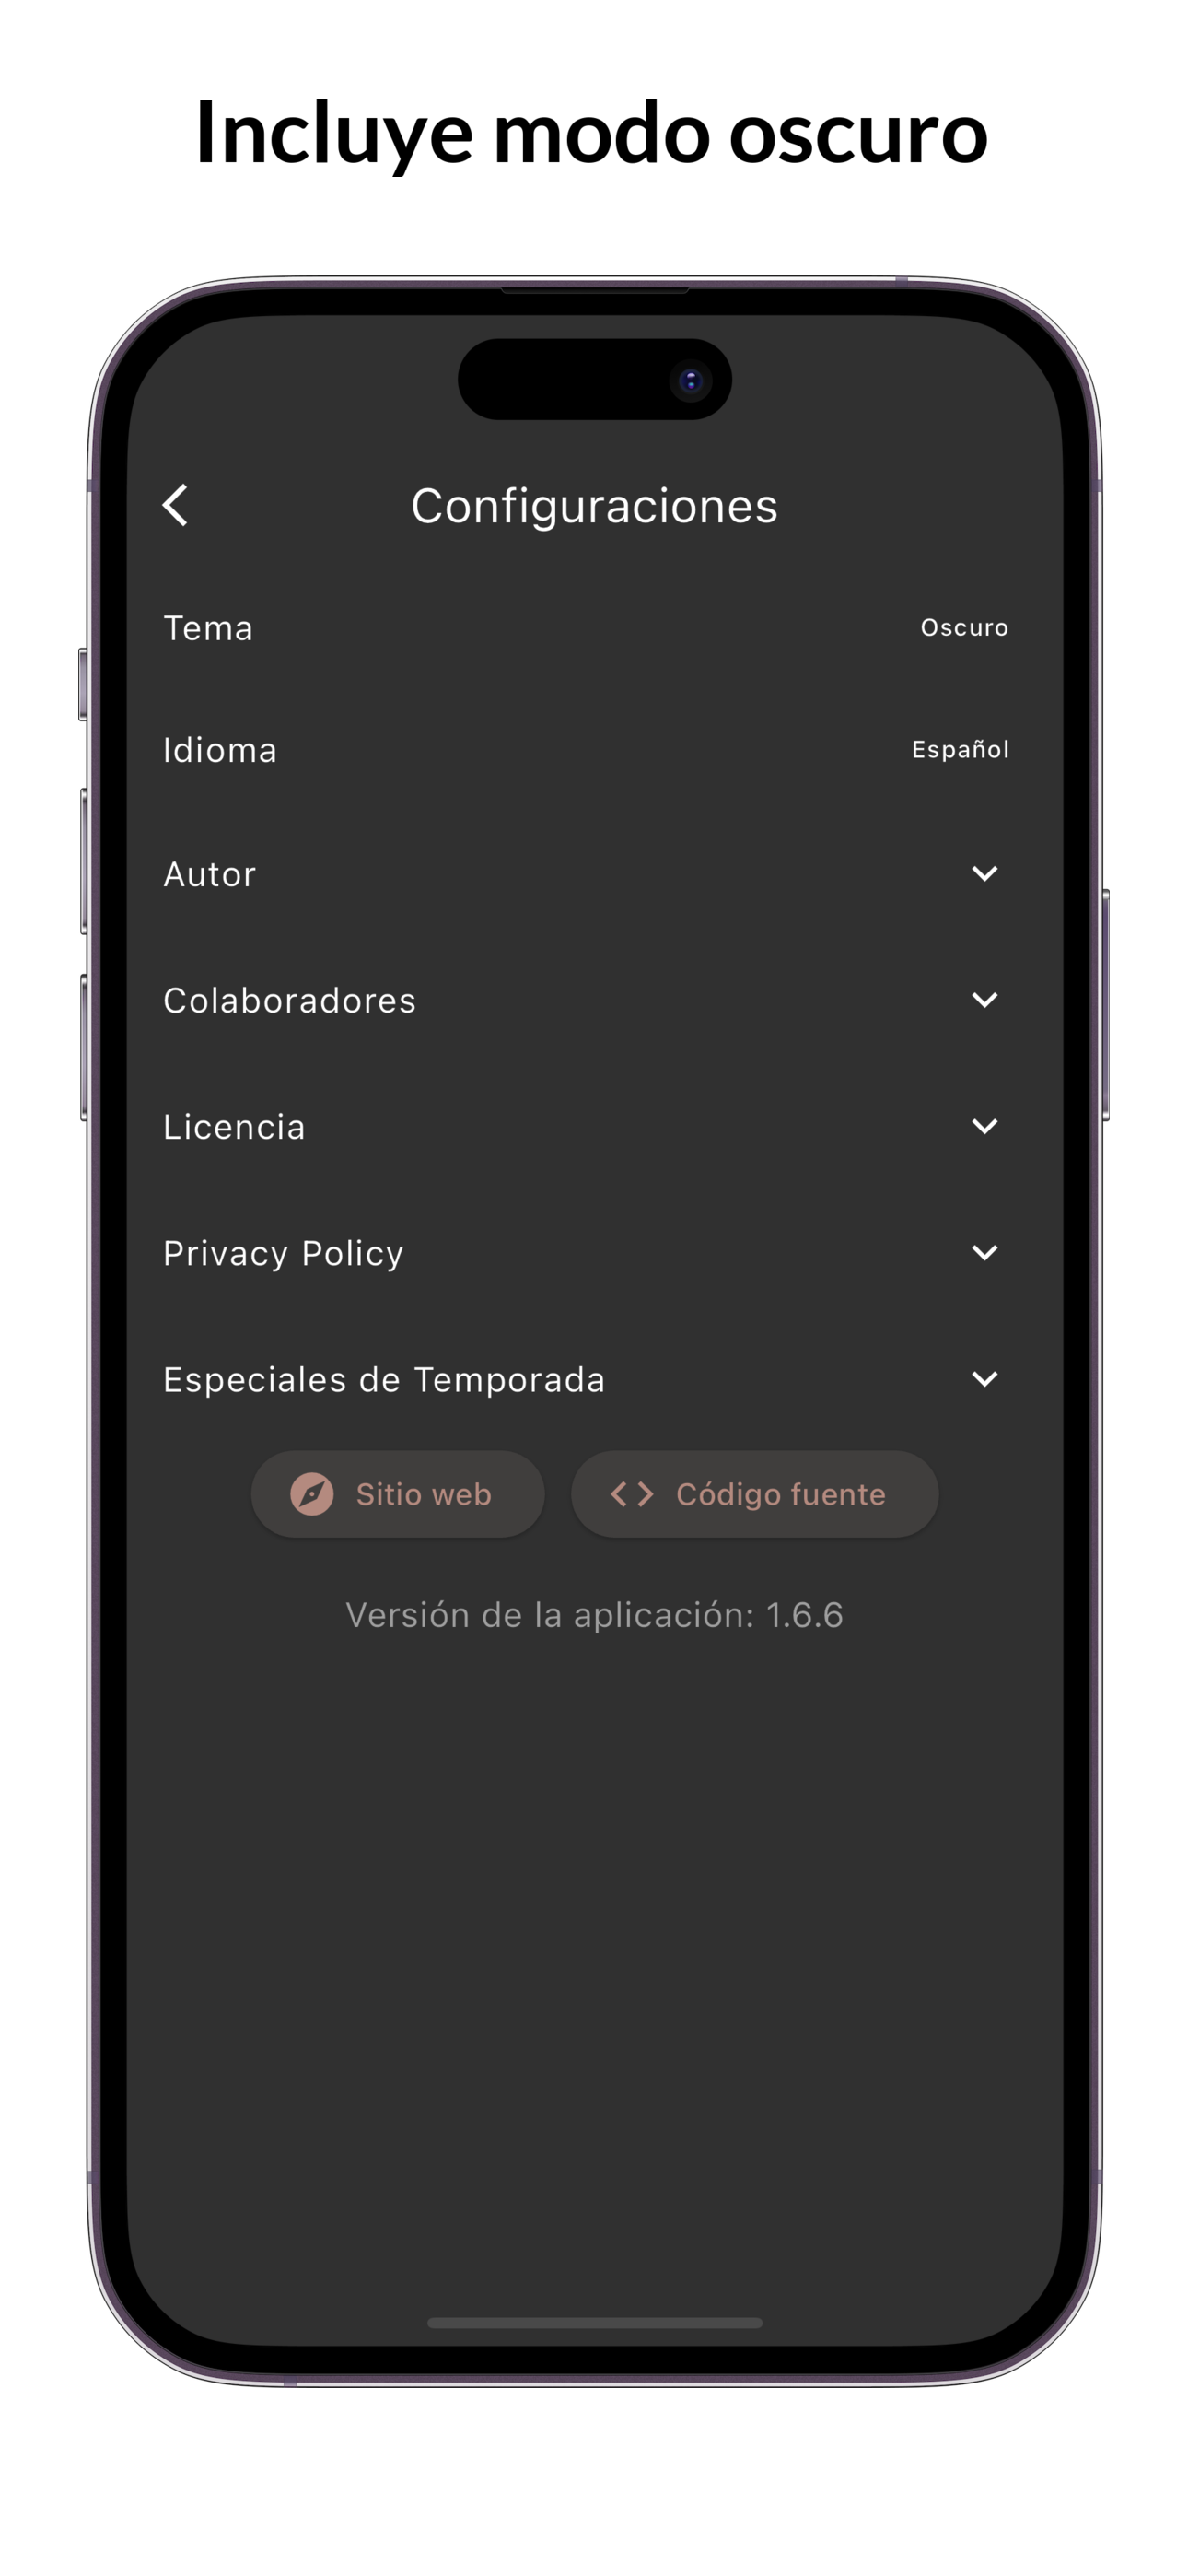 Incluye modo oscuro
Configuraciones
Tema Oscuro
Idioma Español
Autor
Colaboradores
Licencia
Privacy Policy
Especiales de Temporada
Sitio web Código fuente
Versión de la aplicación: 1.6.6